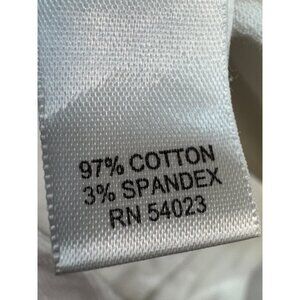 97% COTTON
3% SPANDEX
RN 54023